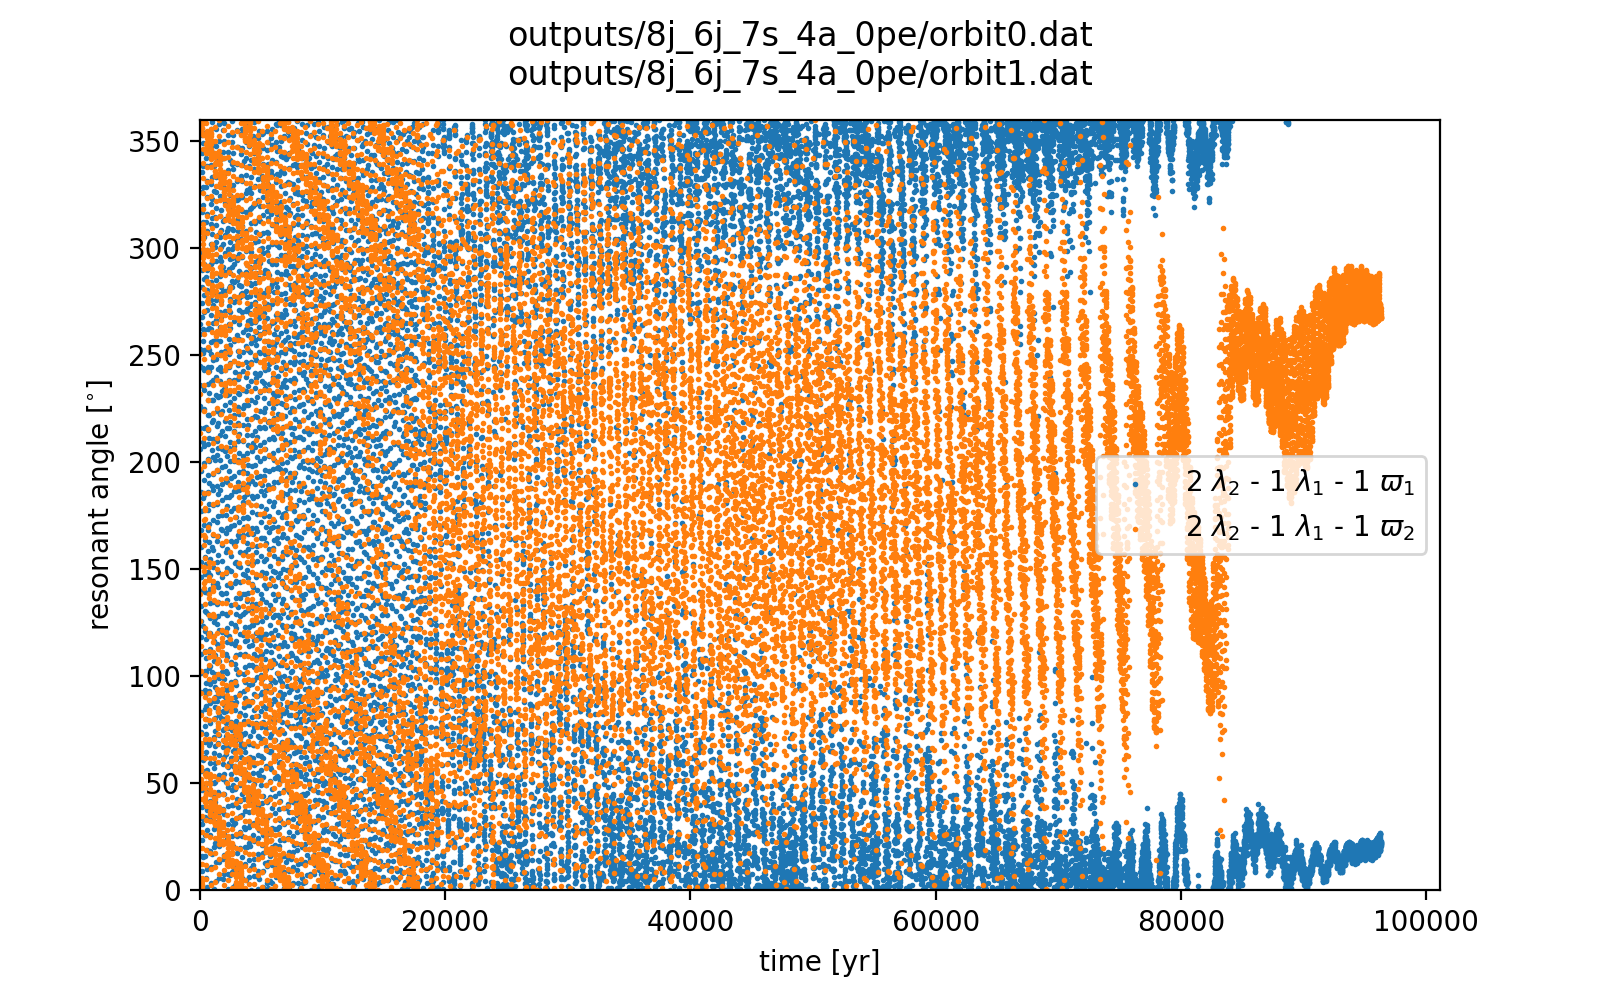 outputs/8j_6j_7s_4a_0pe/orbit0.dat
outputs/8j_6j_7s_4a_0pe/orbit1.dat
350
300
250
200
150
100
50
0
resonant angle [°]
2 λ₂ - 1 λ₁ - 1 ϖ₁
2 λ₂ - 1 λ₁ - 1 ϖ₂
0 20000 40000 60000 80000 100000
time [yr]